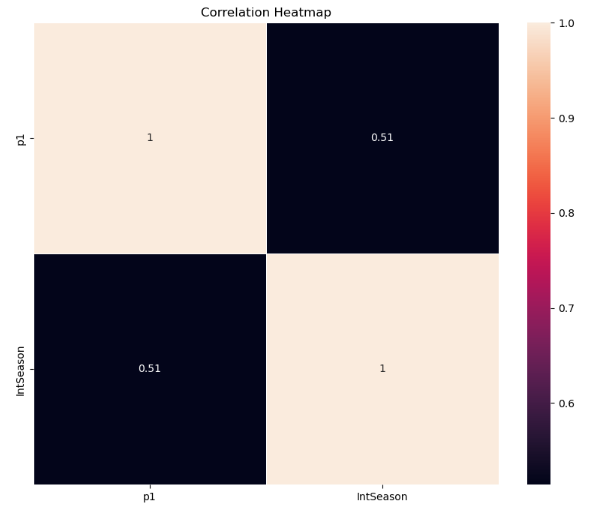 Correlation Heatmap
p1
1
0.51
IntSeason
0.51
1
p1
IntSeason
1.0
0.9
0.8
0.7
0.6